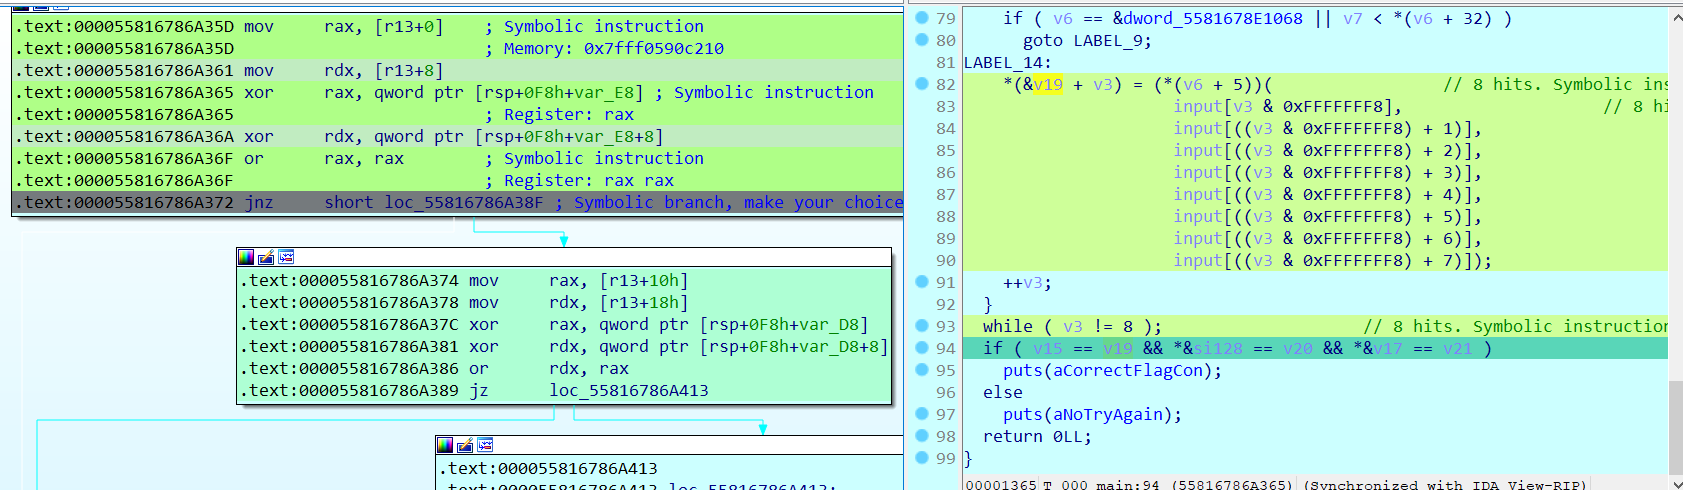 .text:000055816786A35D mov     rax, [r13+0]    ; Symbolic instruction
.text:000055816786A35D                         ; Memory: 0x7fff0590c210
.text:000055816786A361 mov     rdx, [r13+8]
.text:000055816786A365 xor     rax, qword ptr [rsp+0F8h+var_E8] ; Symbolic instruction
.text:000055816786A365                         ; Register: rax
.text:000055816786A36A xor     rdx, qword ptr [rsp+0F8h+var_E8+8]
.text:000055816786A36F or      rax, rax        ; Symbolic instruction
.text:000055816786A36F                         ; Register: rax rax
.text:000055816786A372 jnz     short loc_55816786A38F ; Symbolic branch, make your choice
.text:000055816786A374 mov     rax, [r13+10h]
.text:000055816786A378 mov     rdx, [r13+18h]
.text:000055816786A37C xor     rax, qword ptr [rsp+0F8h+var_D8]
.text:000055816786A381 xor     rdx, qword ptr [rsp+0F8h+var_D8+8]
.text:000055816786A386 or      rdx, rax
.text:000055816786A389 jz      loc_55816786A413
.text:000055816786A413
.text:000055816786A413 loc_55816786A413:
79     if ( v6 == &dword_5581678E1068 || v7 < *(v6 + 32) )
80       goto LABEL_9;
81 LABEL_14:
82     *(&v19 + v3) = (*(v6 + 5))(                 // 8 hits. Symbolic ins
83                      input[v3 & 0xFFFFFFF8],                    // 8 hi
84                      input[((v3 & 0xFFFFFFF8) + 1)],
85                      input[((v3 & 0xFFFFFFF8) + 2)],
86                      input[((v3 & 0xFFFFFFF8) + 3)],
87                      input[((v3 & 0xFFFFFFF8) + 4)],
88                      input[((v3 & 0xFFFFFFF8) + 5)],
89                      input[((v3 & 0xFFFFFFF8) + 6)],
90                      input[((v3 & 0xFFFFFFF8) + 7)]);
91     ++v3;
92   }
93   while ( v3 != 8 );                        // 8 hits. Symbolic instruction
94   if ( v15 == v19 && *&si128 == v20 && *&v17 == v21 )
95     puts(aCorrectFlagCon);
96   else
97     puts(aNoTryAgain);
98   return 0LL;
99 }
00001365 T 000 main:94 (55816786A365) (Synchronized with IDA View-RIP)